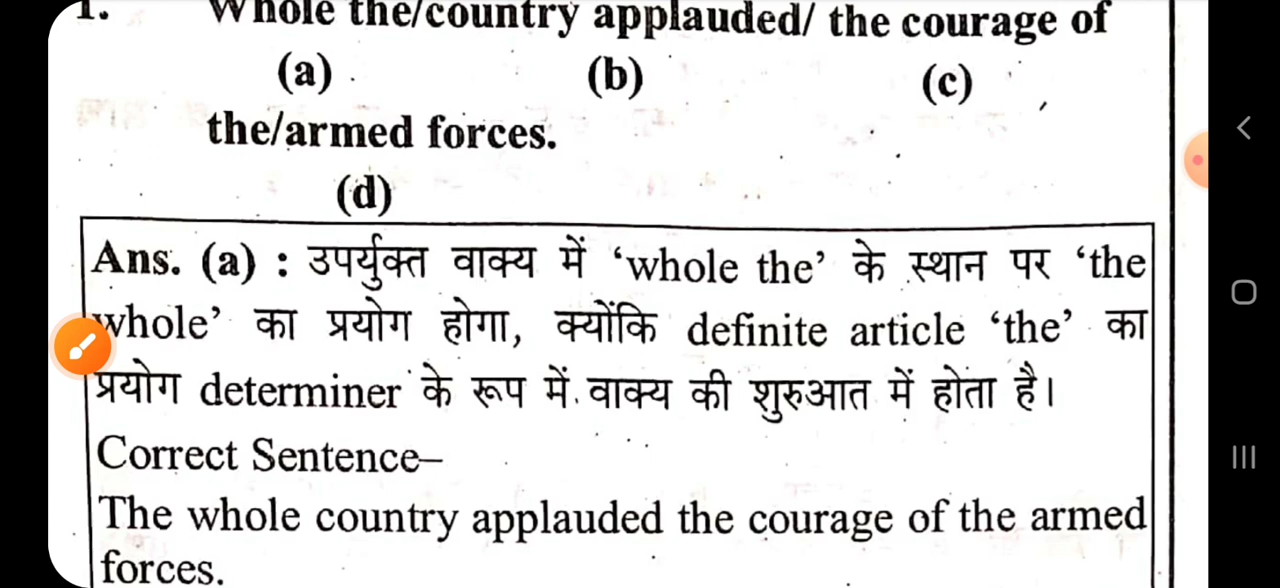 1. Whole the/country applauded/ the courage of
(a) (b) (c)
the/armed forces.
(d)
Ans. (a) : उपर्युक्त वाक्य में ‘whole the’ के स्थान पर ‘the
whole’ का प्रयोग होगा, क्योंकि definite article ‘the’ का
प्रयोग determiner के रूप में वाक्य की शुरुआत में होता है।
Correct Sentence–
The whole country applauded the courage of the armed
forces.